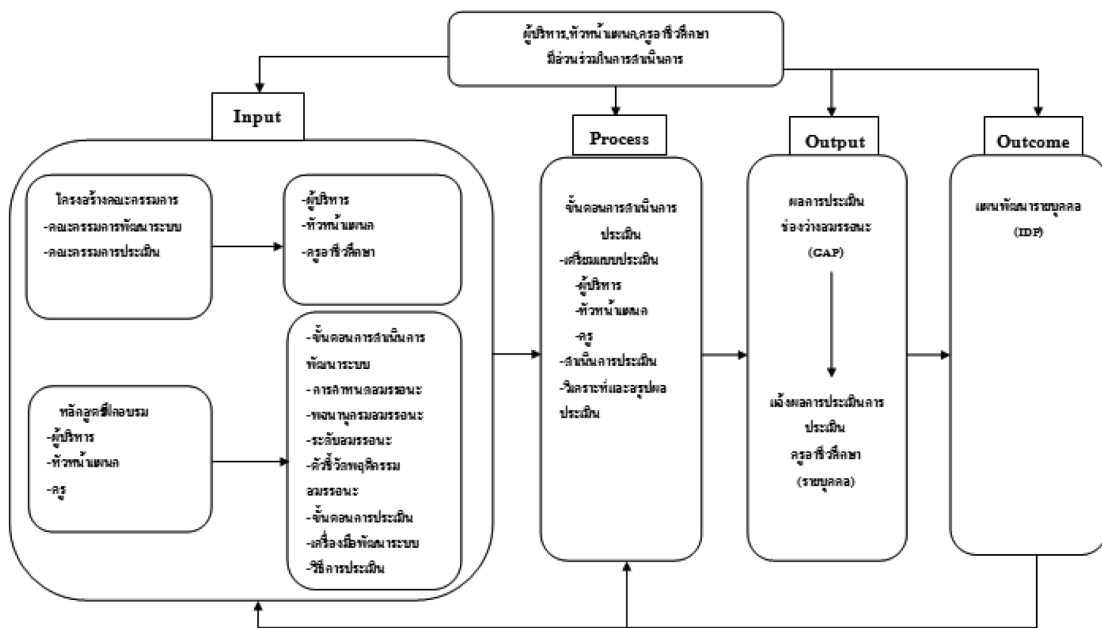 ผู้บริหาร,หัวหน้าแผนก,ครูอาชีวศึกษา
มีส่วนร่วมในการดำเนินการ
Input
Process
Output
Outcome
โครงสร้างคณะกรรมการ
-คณะกรรมการพัฒนาระบบ
-คณะกรรมการประเมิน
-ผู้บริหาร
-หัวหน้าแผนก
-ครูอาชีวศึกษา
หลักสูตรฝึกอบรม
-ผู้บริหาร
-หัวหน้าแผนก
-ครู
-ขั้นตอนการดำเนินการ
พัฒนาระบบ
-การกำหนดสมรรถนะ
-พจนานุกรมสมรรถนะ
-ระดับสมรรถนะ
-ตัวชี้วัดพฤติกรรม
สมรรถนะ
-ขั้นตอนการประเมิน
-เครื่องมือพัฒนาระบบ
-วิธีการประเมิน
ขั้นตอนการดำเนินการ
ประเมิน
-เตรียมแบบประเมิน
-ผู้บริหาร
-หัวหน้าแผนก
-ครู
-ดำเนินการประเมิน
-วิเคราะห์และสรุปผล
ประเมิน
ผลการประเมิน
ช่องว่างสมรรถนะ
(GAP)
แจ้งผลการประเมินการ
ประเมิน
ครูอาชีวศึกษา
(รายบุคคล)
แผนพัฒนารายบุคคล
(IDP)